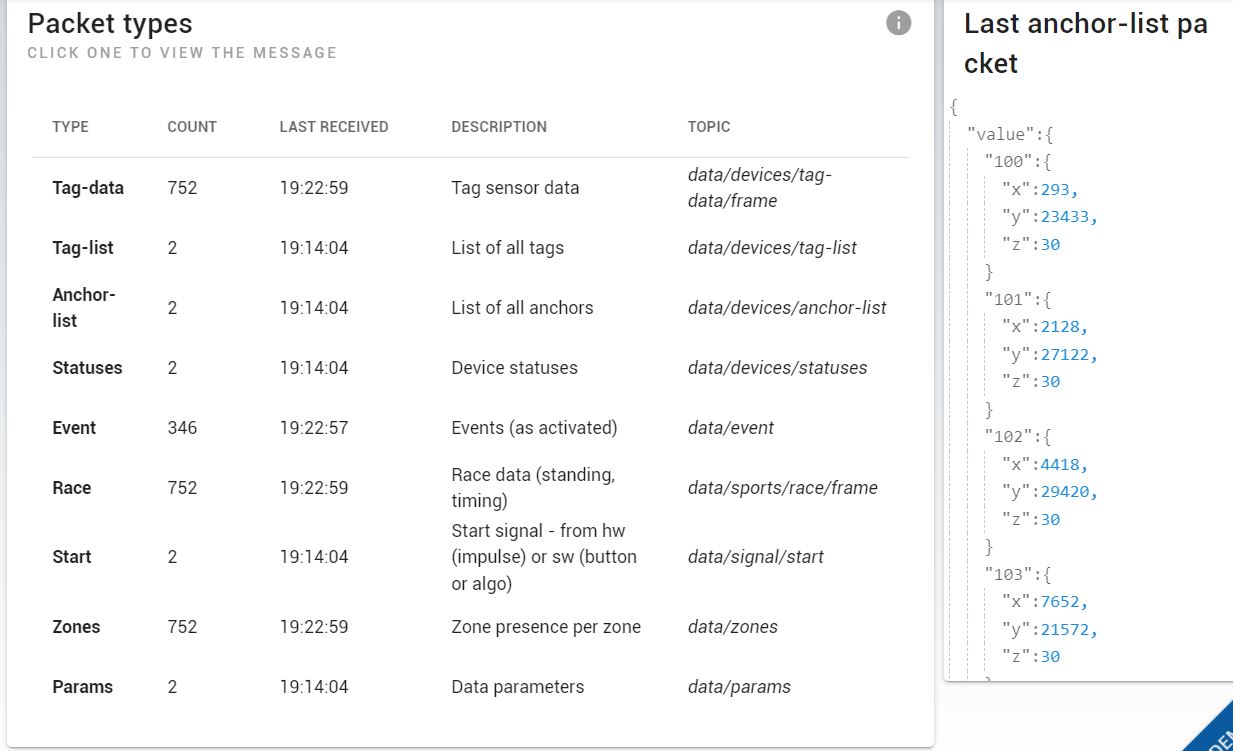 Packet types
CLICK ONE TO VIEW THE MESSAGE
TYPE COUNT LAST RECEIVED DESCRIPTION TOPIC
Tag-data 752 19:22:59 Tag sensor data data/devices/tag-
data/frame
Tag-list 2 19:14:04 List of all tags data/devices/tag-list
Anchor-
list 2 19:14:04 List of all anchors data/devices/anchor-list
Statuses 2 19:14:04 Device statuses data/devices/statuses
Event 346 19:22:57 Events (as activated) data/event
Race 752 19:22:59 Race data (standing,
timing) data/sports/race/frame
Start 2 19:14:04 Start signal - from hw
(impulse) or sw (button
or algo) data/signal/start
Zones 752 19:22:59 Zone presence per zone data/zones
Params 2 19:14:04 Data parameters data/params
Last anchor-list pa
cket
{
"value":{
"100":{
"x":293,
"y":23433,
"z":30
}
"101":{
"x":2128,
"y":27122,
"z":30
}
"102":{
"x":4418,
"y":29420,
"z":30
}
"103":{
"x":7652,
"y":21572,
"z":30